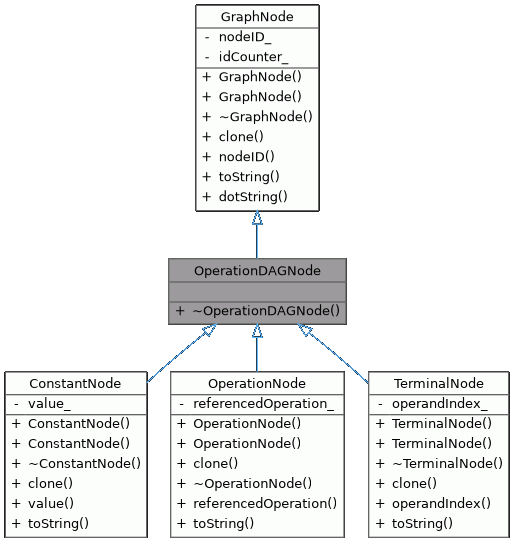 GraphNode
- nodeID_
- idCounter_
+ GraphNode()
+ GraphNode()
+ ~GraphNode()
+ clone()
+ nodeID()
+ toString()
+ dotString()
OperationDAGNode
+ ~OperationDAGNode()
ConstantNode
- value_
+ ConstantNode()
+ ConstantNode()
+ ~ConstantNode()
+ clone()
+ value()
+ toString()
OperationNode
- referencedOperation_
+ OperationNode()
+ OperationNode()
+ clone()
+ ~OperationNode()
+ referencedOperation()
+ toString()
TerminalNode
- operandIndex_
+ TerminalNode()
+ TerminalNode()
+ ~TerminalNode()
+ clone()
+ operandIndex()
+ toString()